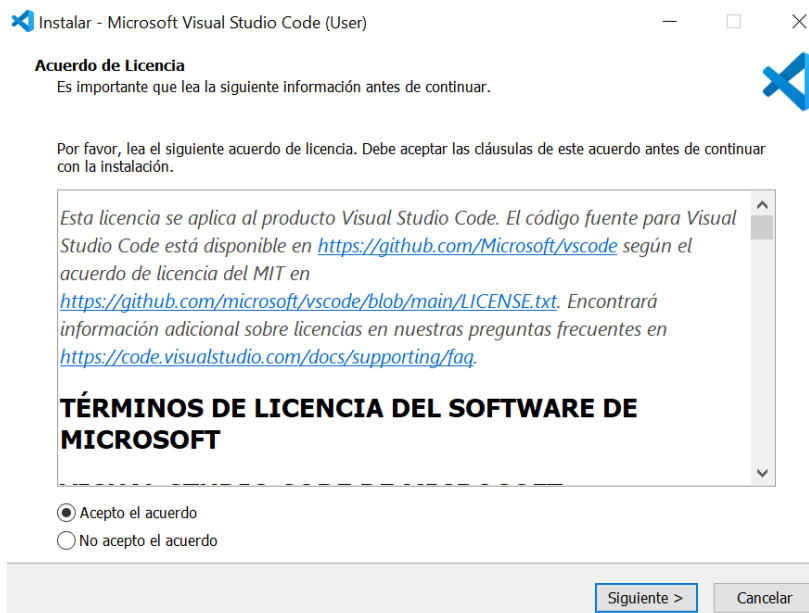 Instalar - Microsoft Visual Studio Code (User)
Acuerdo de Licencia
Es importante que lea la siguiente información antes de continuar.
Por favor, lea el siguiente acuerdo de licencia. Debe aceptar las cláusulas de este acuerdo antes de continuar
con la instalación.
Esta licencia se aplica al producto Visual Studio Code. El código fuente para Visual
Studio Code está disponible en https://github.com/Microsoft/vscode según el
acuerdo de licencia del MIT en
https://github.com/microsoft/vscode/blob/main/LICENSE.txt. Encontrará
información adicional sobre licencias en nuestras preguntas frecuentes en
https://code.visualstudio.com/docs/supporting/faq.
TÉRMINOS DE LICENCIA DEL SOFTWARE DE
MICROSOFT
Acepto el acuerdo
No acepto el acuerdo
Siguiente >
Cancelar